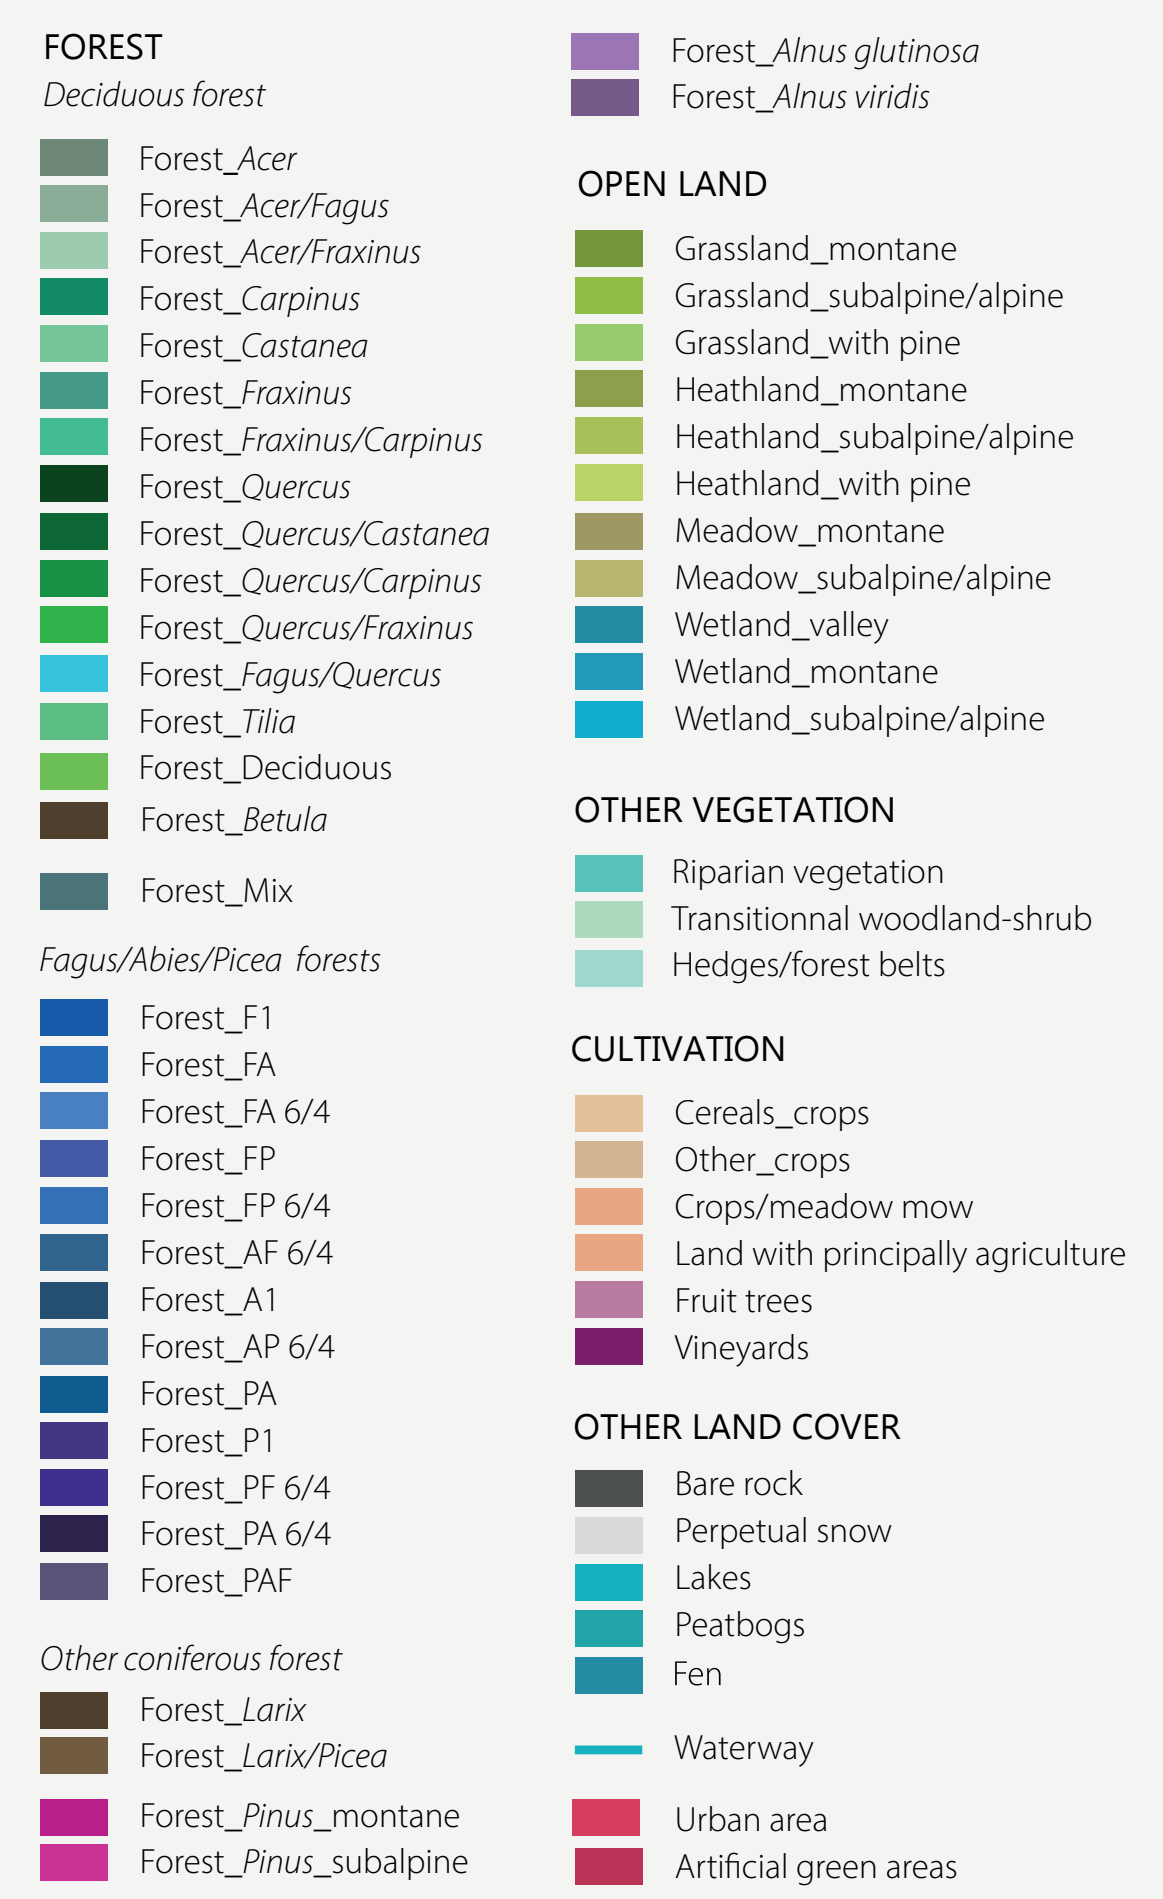 FOREST
Deciduous forest
Forest_Acer
Forest_Acer/Fagus
Forest_Acer/Fraxinus
Forest_Carpinus
Forest_Castanea
Forest_Fraxinus
Forest_Fraxinus/Carpinus
Forest_Quercus
Forest_Quercus/Castanea
Forest_Quercus/Carpinus
Forest_Quercus/Fraxinus
Forest_Fagus/Quercus
Forest_Tilia
Forest_Deciduous
Forest_Betula
Forest_Mix
Fagus/Abies/Picea forests
Forest_F1
Forest_FA
Forest_FA 6/4
Forest_FP
Forest_FP 6/4
Forest_AF 6/4
Forest_A1
Forest_AP 6/4
Forest_PA
Forest_P1
Forest_PF 6/4
Forest_PA 6/4
Forest_PAF
Other coniferous forest
Forest_Larix
Forest_Larix/Picea
Forest_Pinus_montane
Forest_Pinus_subalpine
Forest_Alnus glutinosa
Forest_Alnus viridis
OPEN LAND
Grassland_montane
Grassland_subalpine/alpine
Grassland_with pine
Heathland_montane
Heathland_subalpine/alpine
Heathland_with pine
Meadow_montane
Meadow_subalpine/alpine
Wetland_valley
Wetland_montane
Wetland_subalpine/alpine
OTHER VEGETATION
Riparian vegetation
Transitionnal woodland-shrub
Hedges/forest belts
CULTIVATION
Cereals_crops
Other_crops
Crops/meadow mow
Land with principally agriculture
Fruit trees
Vineyards
OTHER LAND COVER
Bare rock
Perpetual snow
Lakes
Peatbogs
Fen
Waterway
Urban area
Artificial green areas